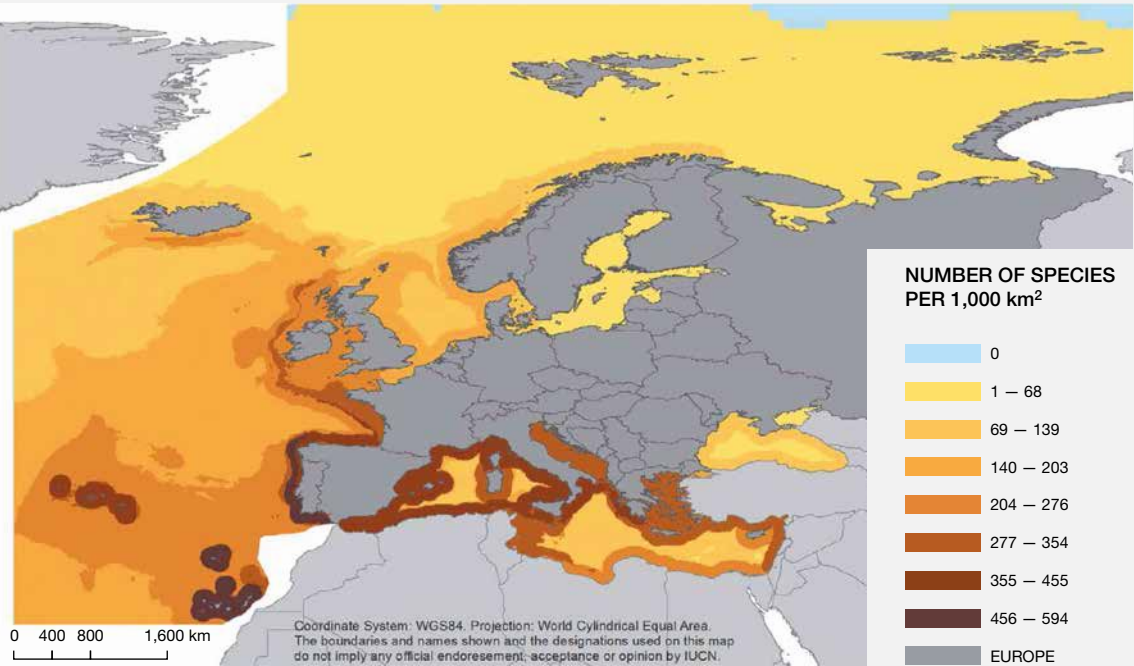 NUMBER OF SPECIES
PER 1,000 km²
0
1 — 68
69 — 139
140 — 203
204 — 276
277 — 354
355 — 455
456 — 594
EUROPE
0 400 800 1,600 km
Coordinate System: WGS84. Projection: World Cylindrical Equal Area.
The boundaries and names shown and the designations used on this map
do not imply any official endoresement, acceptance or opinion by IUCN.